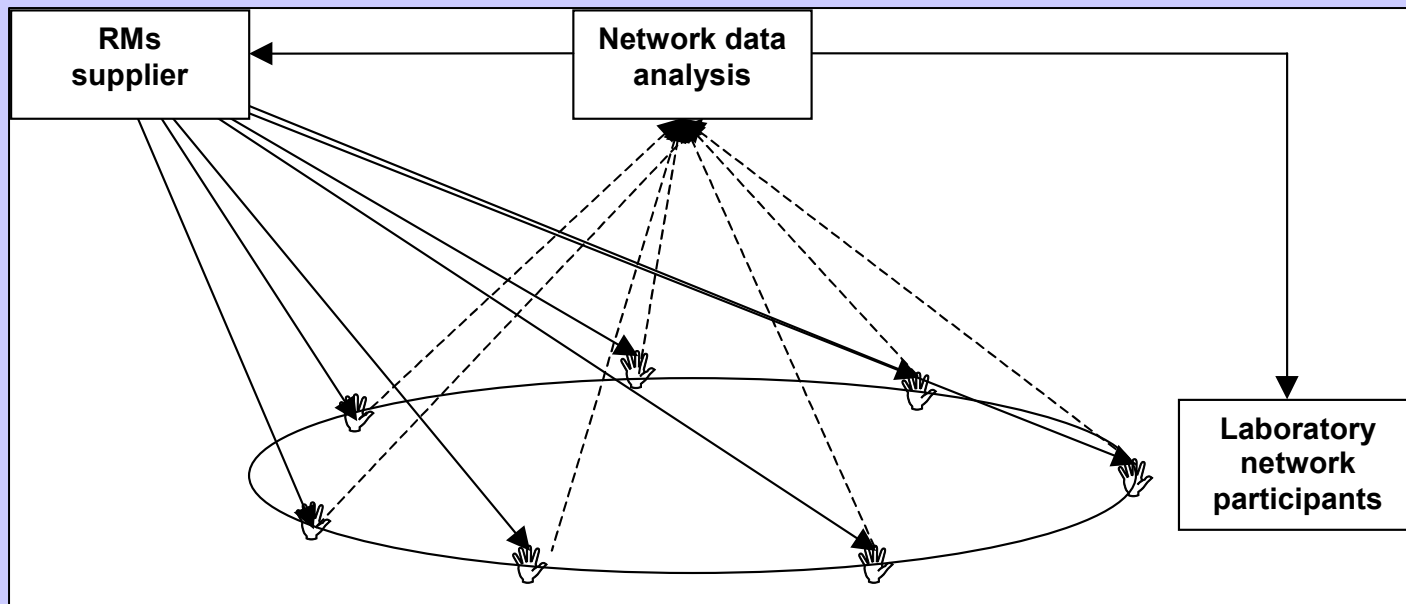 RMs
supplier
Network data
analysis
Laboratory
network
participants